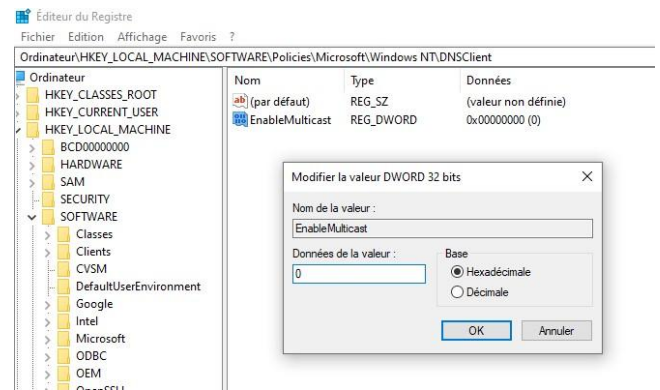 Éditeur du Registre
Fichier Edition Affichage Favoris ?
Ordinateur\HKEY_LOCAL_MACHINE\SOFTWARE\Policies\Microsoft\Windows NT\DNSClient
Ordinateur
HKEY_CLASSES_ROOT
HKEY_CURRENT_USER
HKEY_LOCAL_MACHINE
BCD00000000
HARDWARE
SAM
SECURITY
SOFTWARE
Classes
Clients
CVSM
DefaultUserEnvironment
Google
Intel
Microsoft
ODBC
OEM
OpenSSH
Nom Type Données
ab (par défaut) REG_SZ (valeur non définie)
EnableMulticast REG_DWORD 0x00000000 (0)
Modifier la valeur DWORD 32 bits
Nom de la valeur :
EnableMulticast
Données de la valeur :
0
Base
Hexadécimale
Décimale
OK Annuler